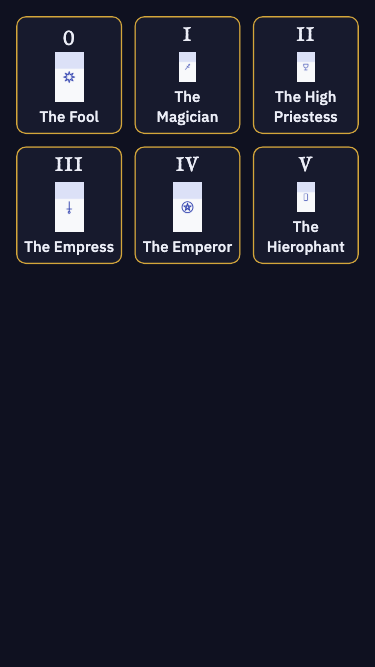 0
The Fool
I
The
Magician
II
The High
Priestess
III
The Empress
IV
The Emperor
V
The
Hierophant